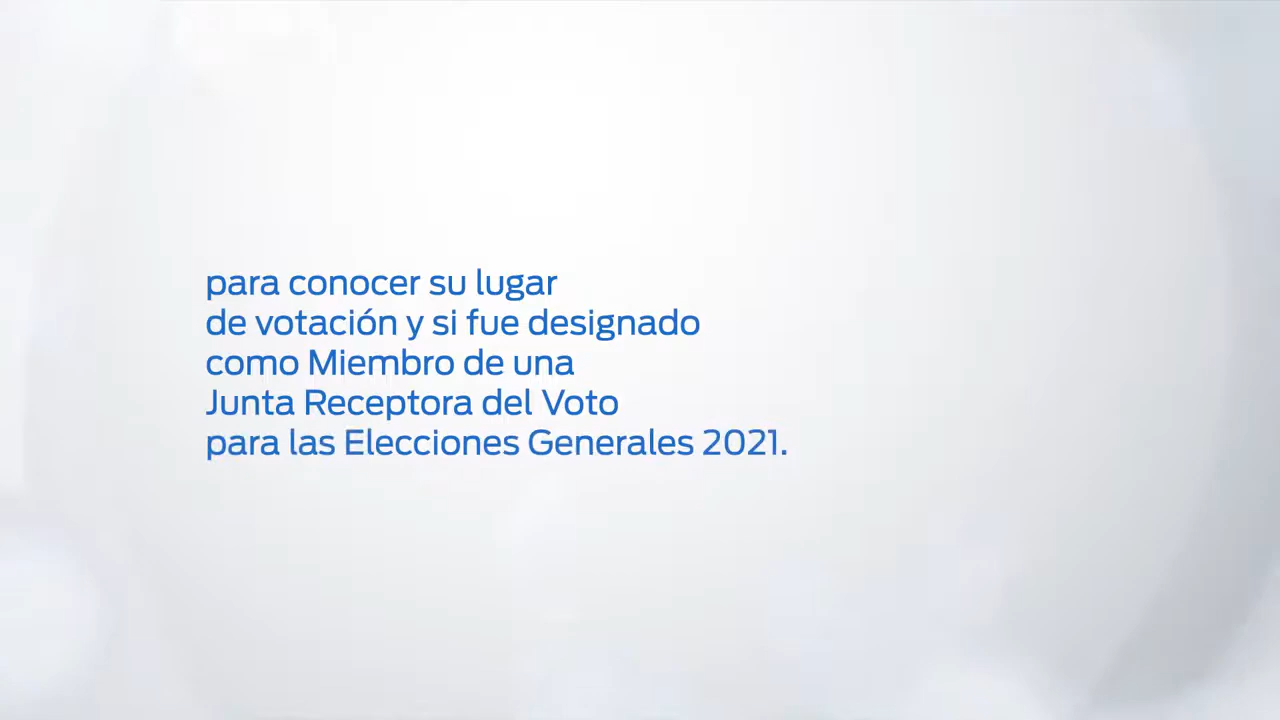 para conocer su lugar
de votación y si fue designado
como Miembro de una
Junta Receptora del Voto
para las Elecciones Generales 2021.